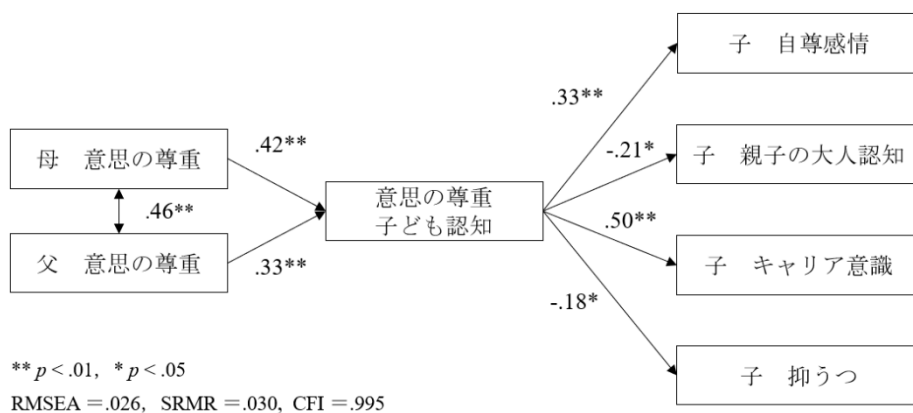 子　自尊感情
.33**
母　意思の尊重
.42**
-.21*
子　親子の大人認知
.46**
意思の尊重
子ども認知
.50**
父　意思の尊重
.33**
子　キャリア意識
-.18*
** p < .01,  * p < .05
子　抑うつ
RMSEA =.026,  SRMR =.030,  CFI =.995